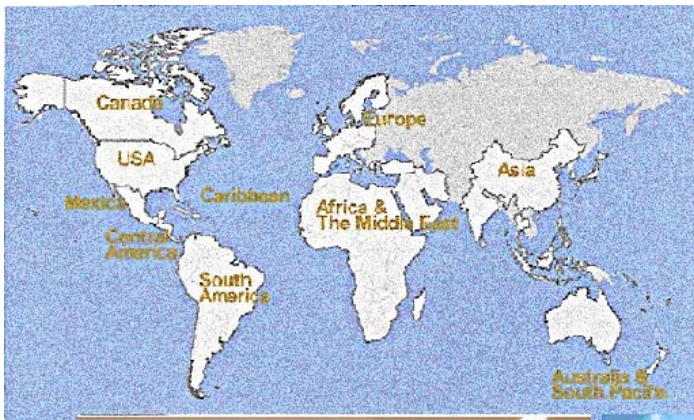 Canada
Europe
USA
Asia
Mexico
Caribbean
Africa &
The Middle East
Central
America
South
America
Australia &
South Pacific